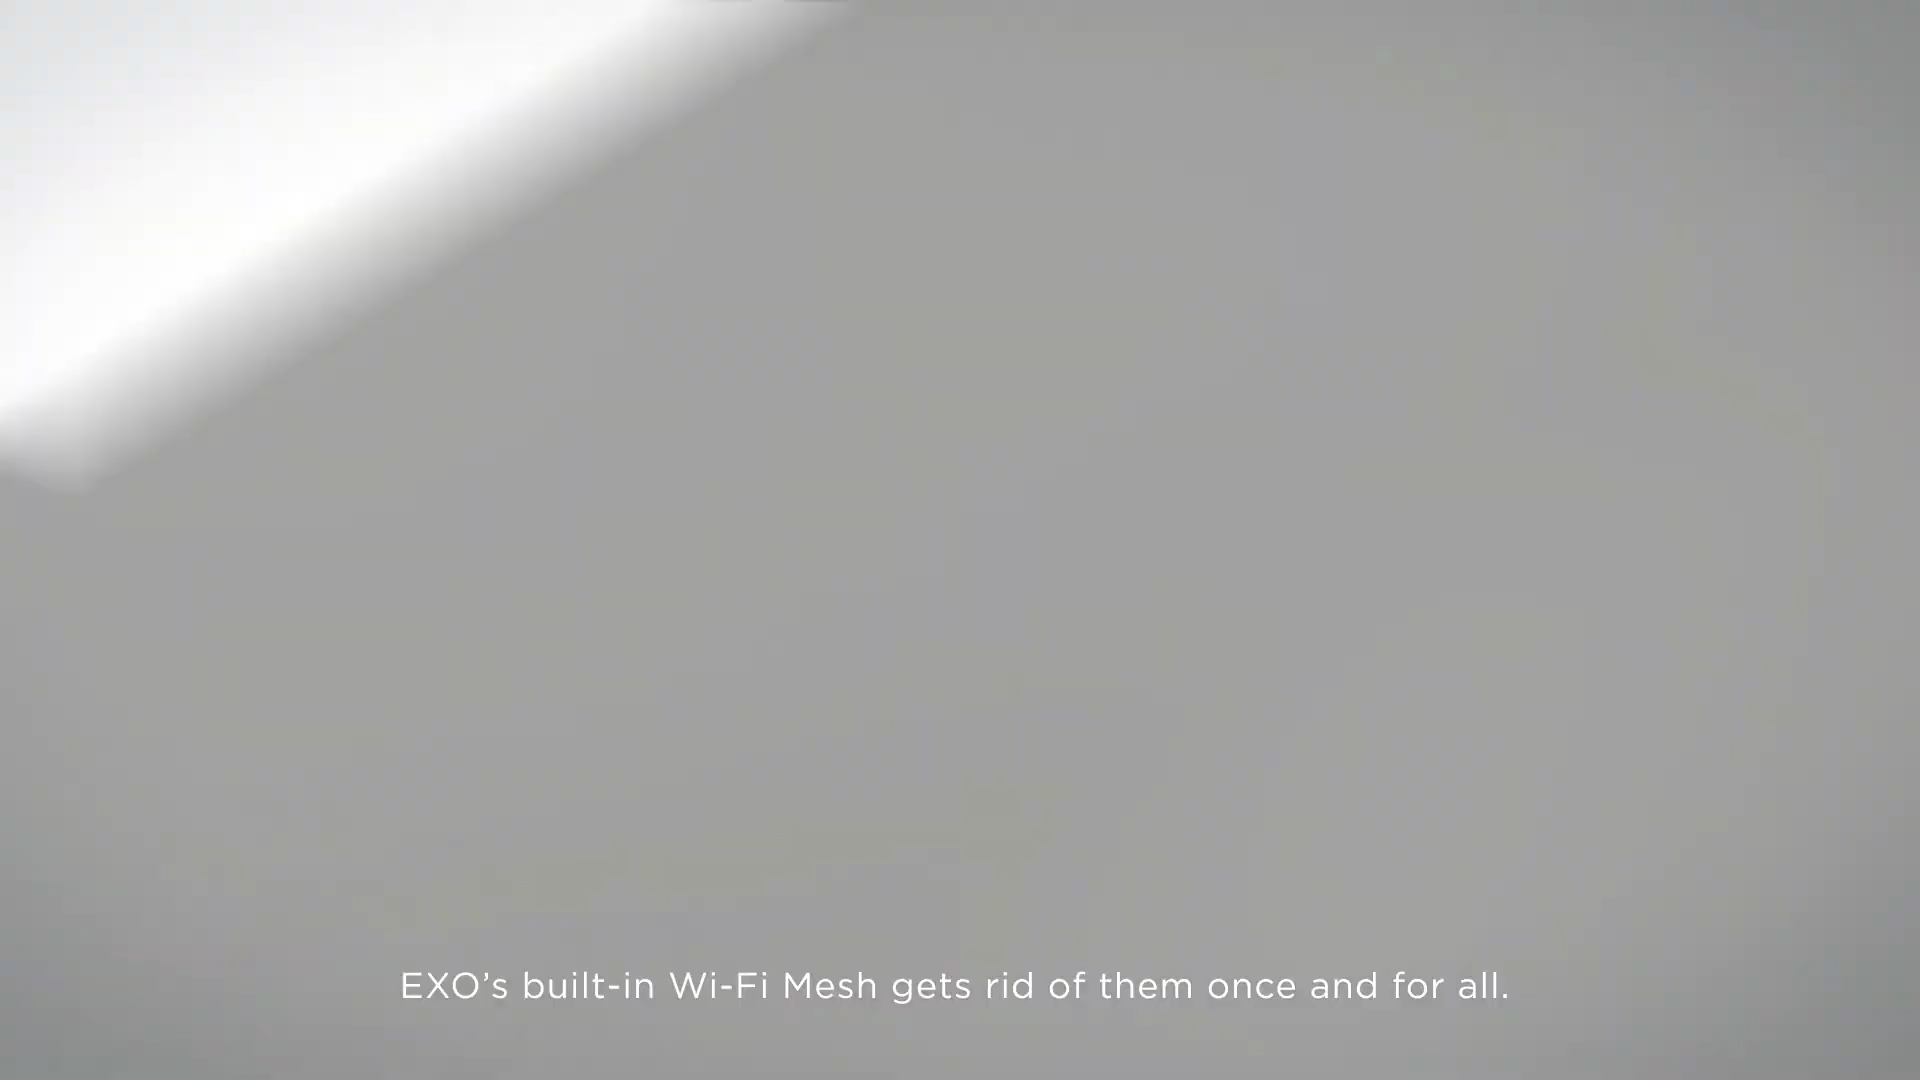 EXO’s built-in Wi-Fi Mesh gets rid of them once and for all.